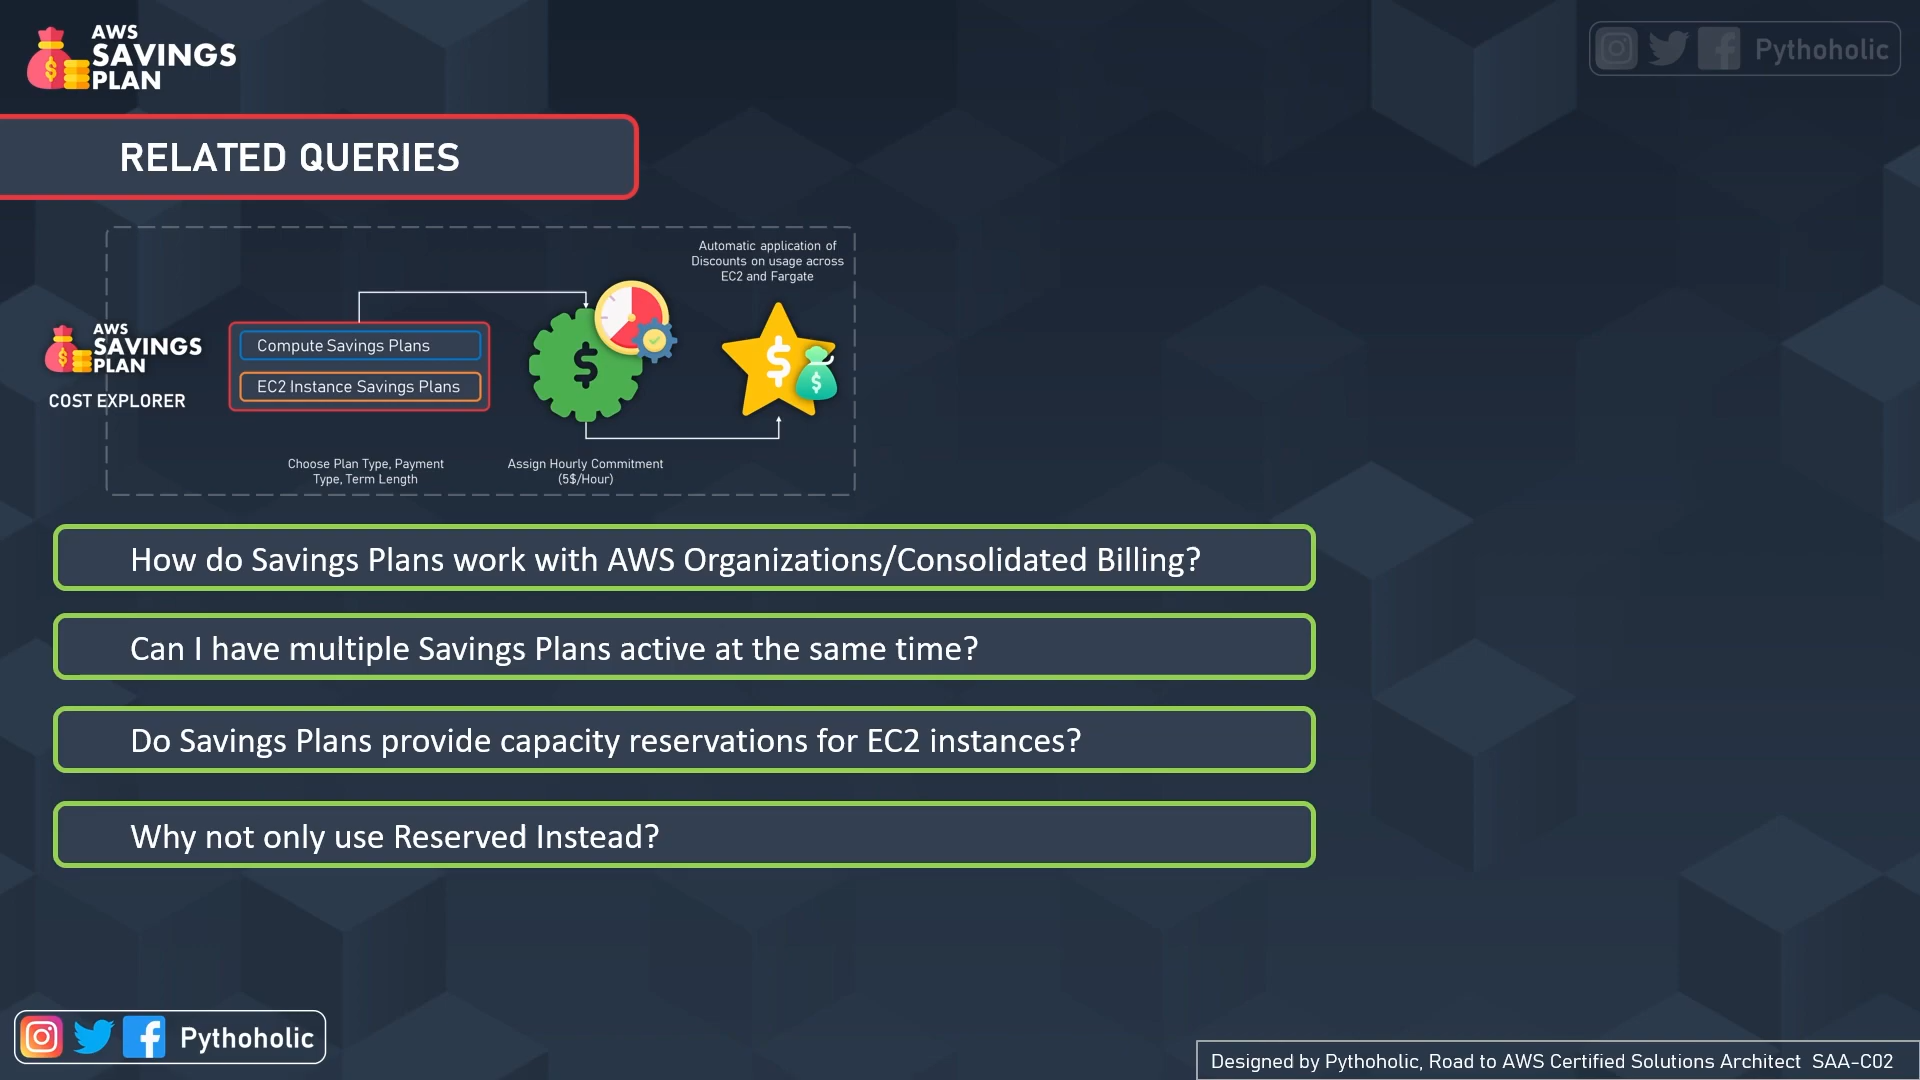 AWS
SAVINGS
PLAN
Pythoholic
RELATED QUERIES
Automatic application of
Discounts on usage across
EC2 and Fargate
AWS
SAVINGS
PLAN
COST EXPLORER
Compute Savings Plans
EC2 Instance Savings Plans
$
$
$
Choose Plan Type, Payment
Type, Term Length
Assign Hourly Commitment
(5$/Hour)
How do Savings Plans work with AWS Organizations/Consolidated Billing?
Can I have multiple Savings Plans active at the same time?
Do Savings Plans provide capacity reservations for EC2 instances?
Why not only use Reserved Instead?
Pythoholic
Designed by Pythoholic, Road to AWS Certified Solutions Architect SAA-C02